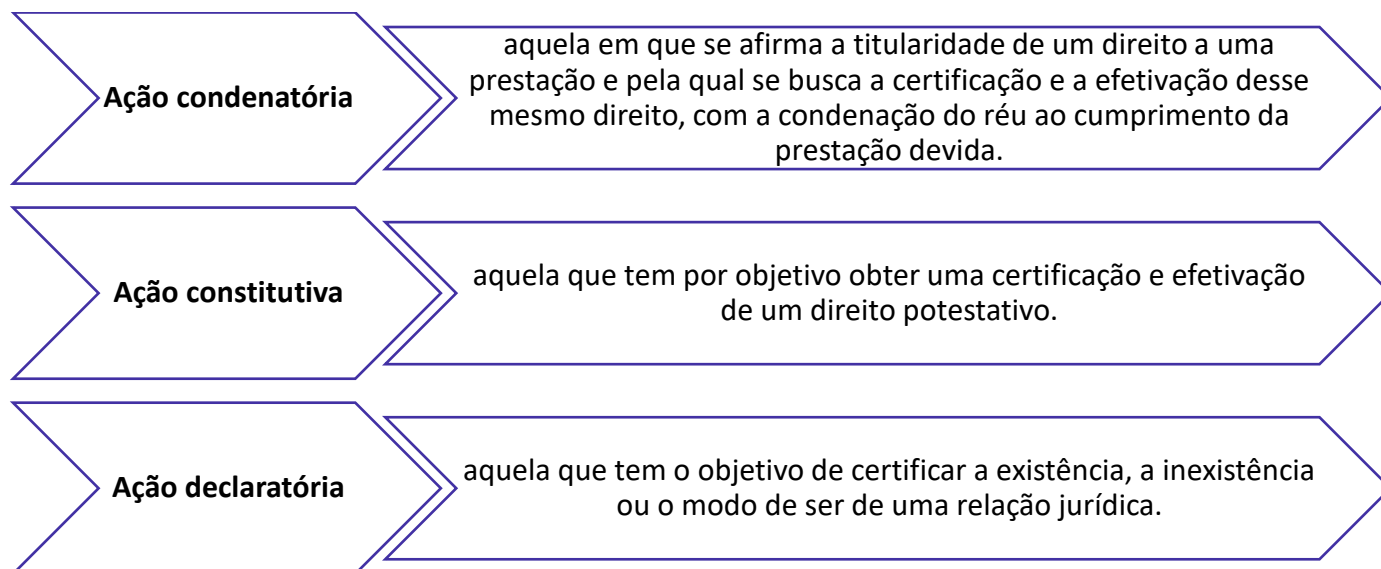 Ação condenatória
aquela em que se afirma a titularidade de um direito a uma
prestação e pela qual se busca a certificação e a efetivação desse
mesmo direito, com a condenação do réu ao cumprimento da
prestação devida.
Ação constitutiva
aquela que tem por objetivo obter uma certificação e efetivação
de um direito potestativo.
Ação declaratória
aquela que tem o objetivo de certificar a existência, a inexistência
ou o modo de ser de uma relação jurídica.